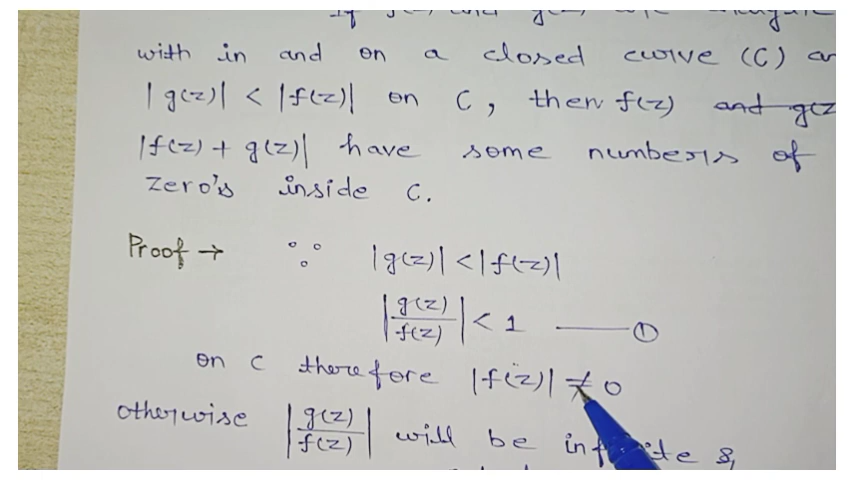 If
with in and on a closed curve (C)
|g(z)| < |f(z)| on C, then f(z) and g(z
|f(z) + g(z)| have some numbers of
Zero's inside C.
Proof → ∵ |g(z)| < |f(z)|
|g(z)/f(z)| < 1 —— ①
on C therefore |f(z)| ≠ 0
otherwise |g(z)/f(z)| will be infinite &